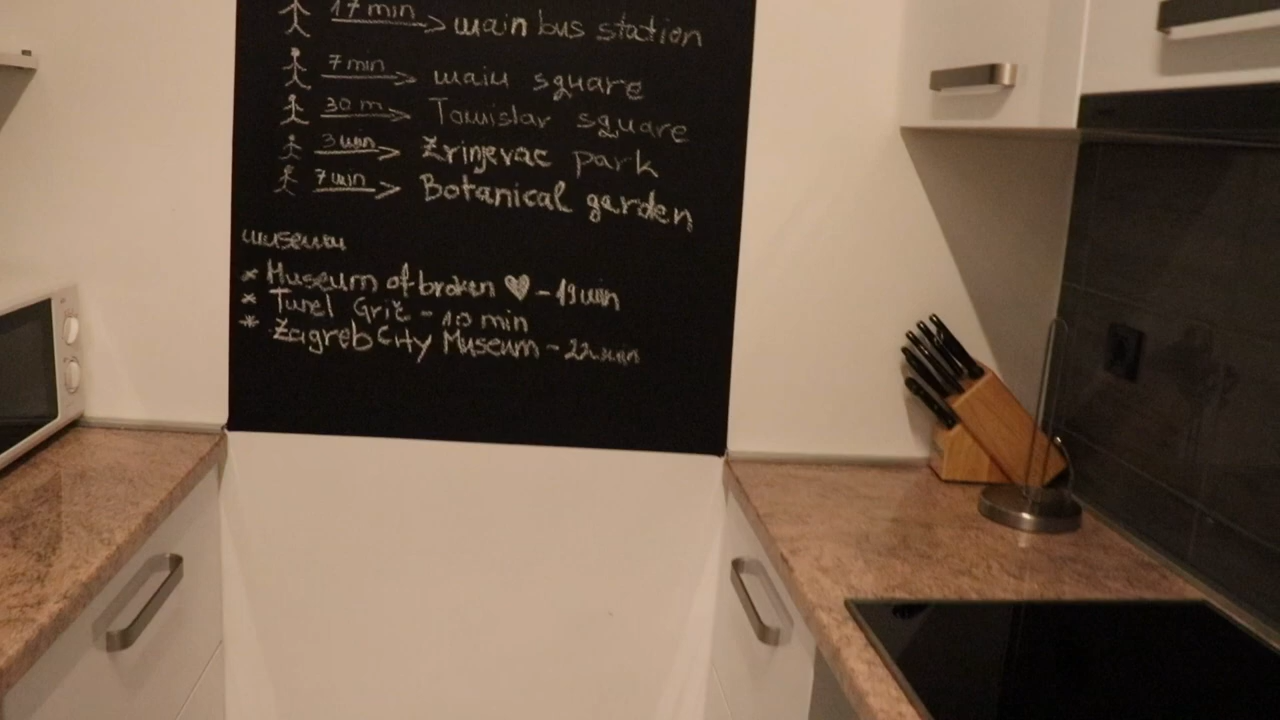 17 min main bus station
7 min main square
30 m Tomislav square
3 min Zrinjevac park
7 min Botanical garden
museum
* Museum of broken ♥ - 19 min
* Tunel Grič - 10 min
* Zagreb City Museum - 22 min